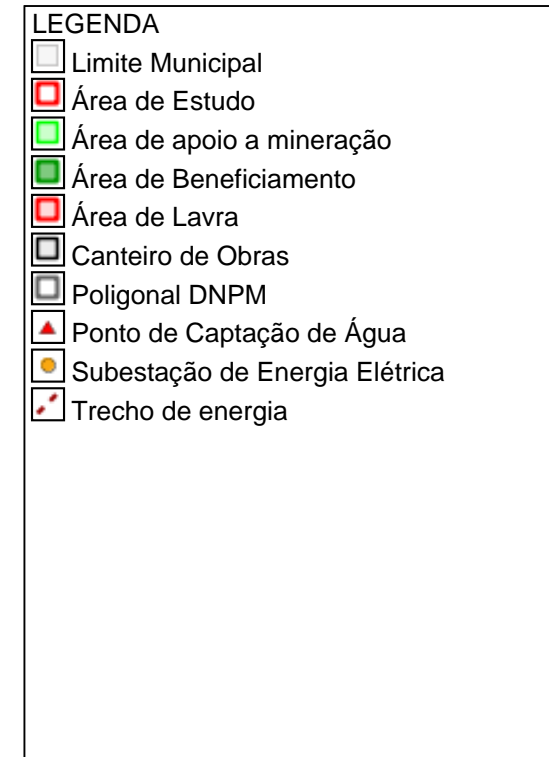 LEGENDA
Limite Municipal
Área de Estudo
Área de apoio a mineração
Área de Beneficiamento
Área de Lavra
Canteiro de Obras
Poligonal DNPM
Ponto de Captação de Água
Subestação de Energia Elétrica
Trecho de energia